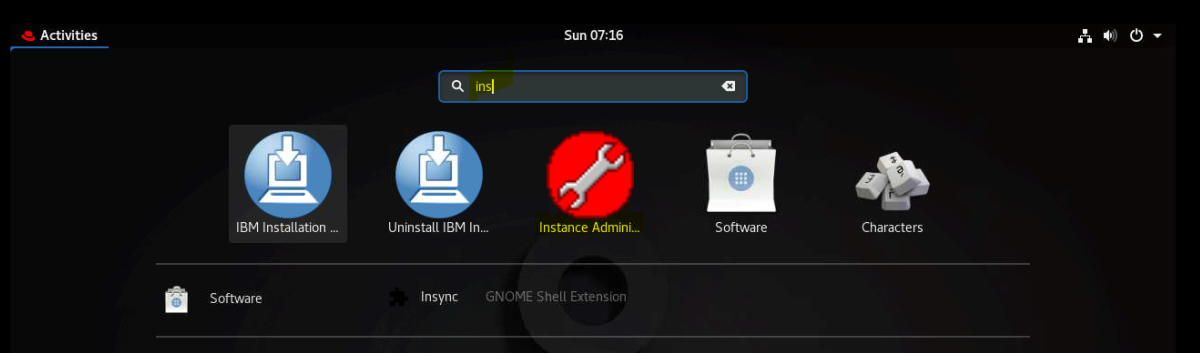 Activities
Sun 07:16
ins
IBM Installation ...
Uninstall IBM In...
Instance Admini...
Software
Characters
Software
Insync GNOME Shell Extension